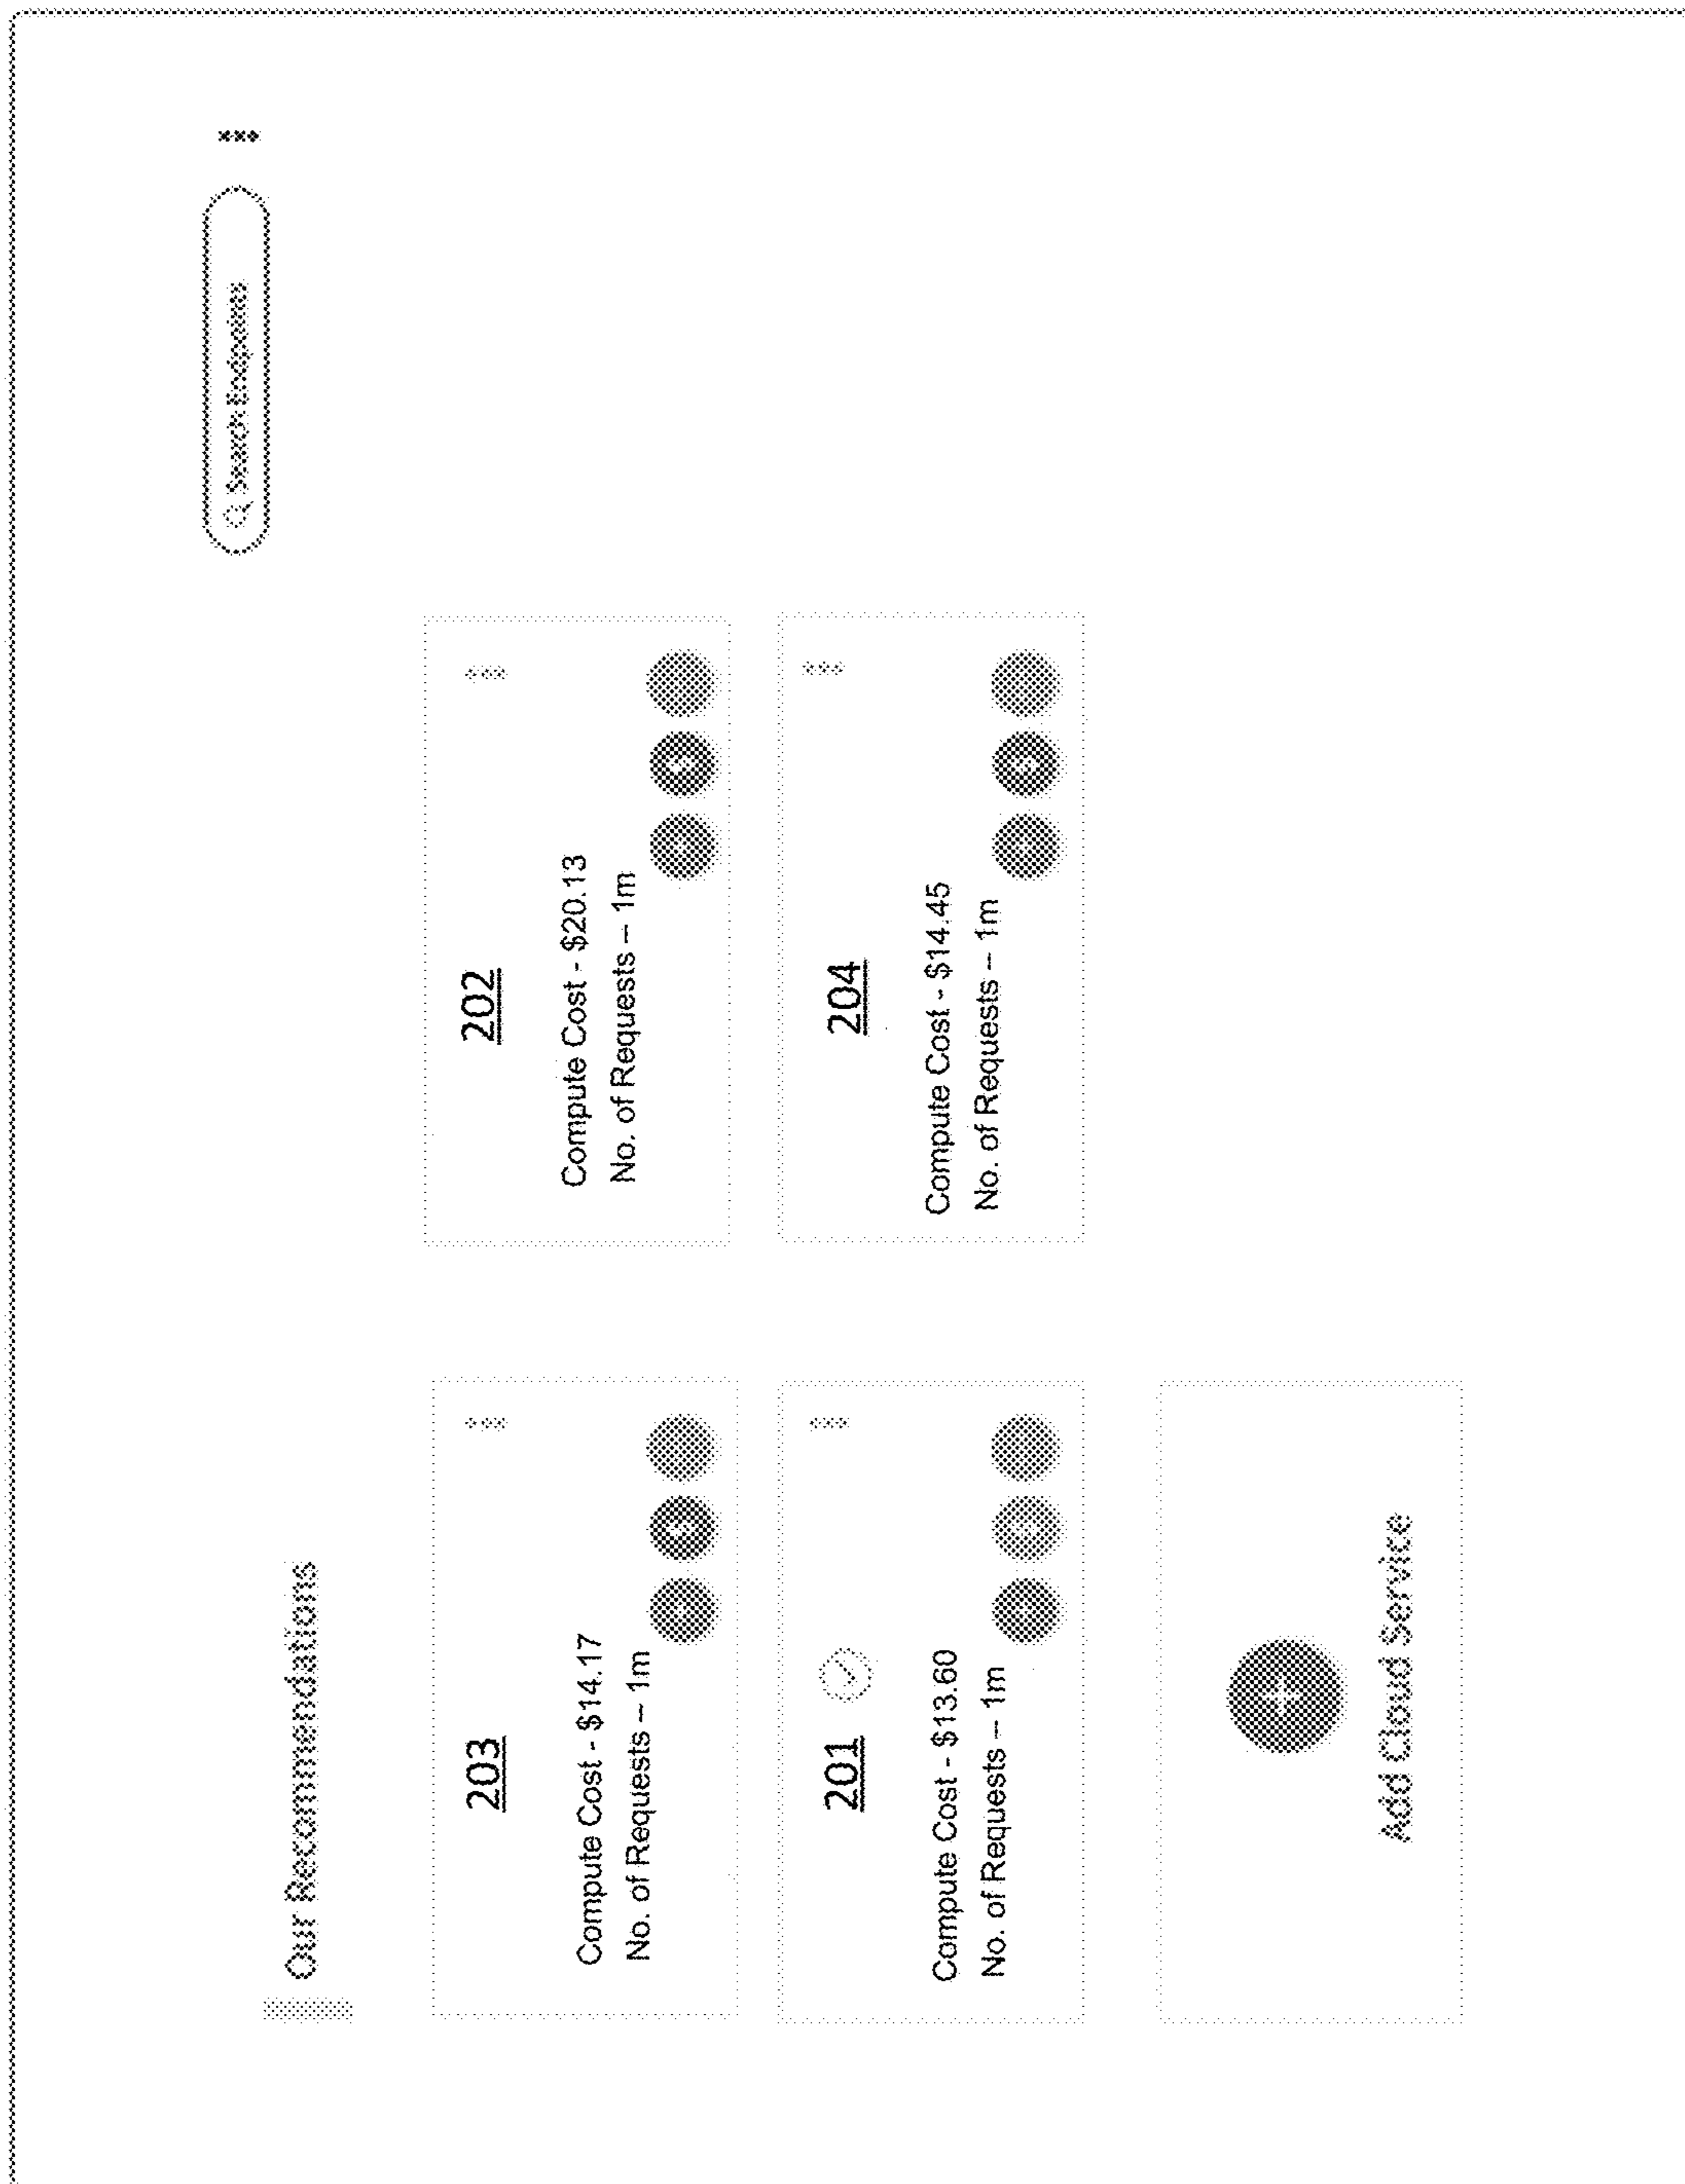 Search Endpoints
Our Recommendations
203
Compute Cost - $14.17
No. of Requests – 1m
202
Compute Cost - $20.13
No. of Requests – 1m
201
Compute Cost - $13.60
No. of Requests – 1m
204
Compute Cost - $14.45
No. of Requests – 1m
Add Cloud Service